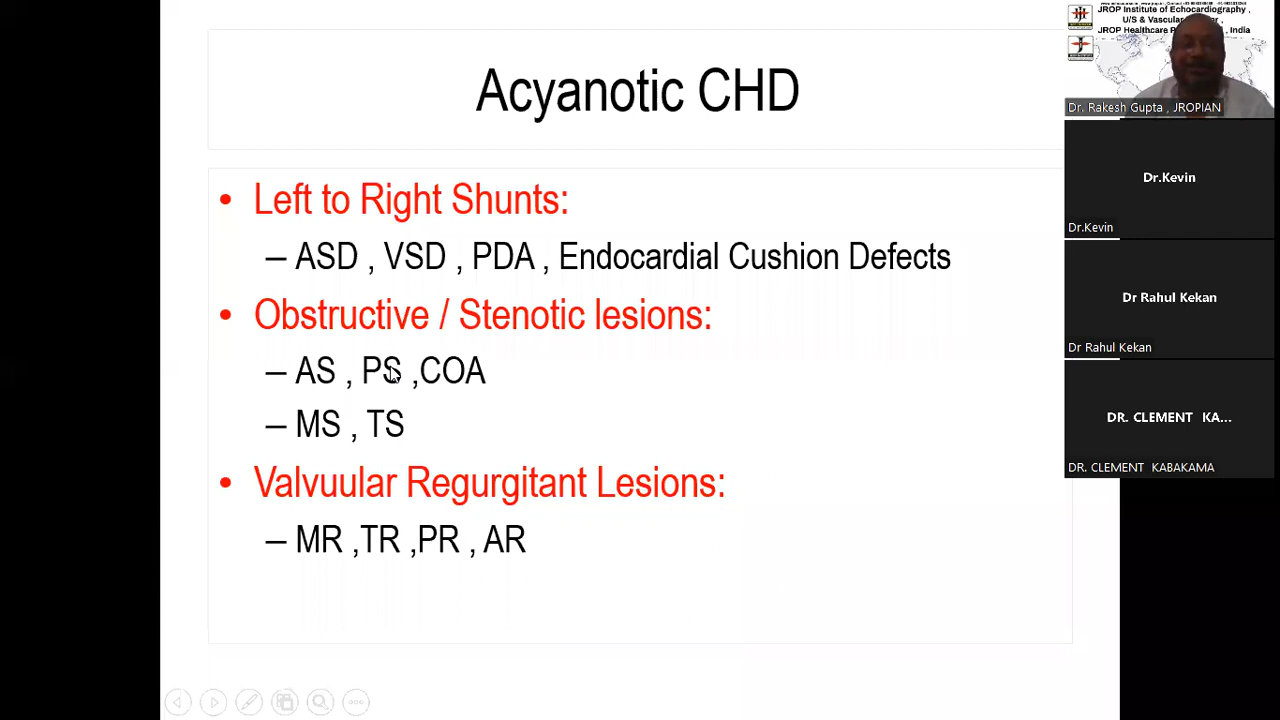 Acyanotic CHD
• Left to Right Shunts:
– ASD , VSD , PDA , Endocardial Cushion Defects
• Obstructive / Stenotic lesions:
– AS , PS ,COA
– MS , TS
• Valvuular Regurgitant Lesions:
– MR ,TR ,PR , AR
JROP Institute of Echocardiography ,
U/S & Vascular
JROP Healthcare P , India
Dr. Rakesh Gupta , JROPIAN
Dr.Kevin
Dr.Kevin
Dr Rahul Kekan
Dr Rahul Kekan
DR. CLEMENT KA...
DR. CLEMENT KABAKAMA